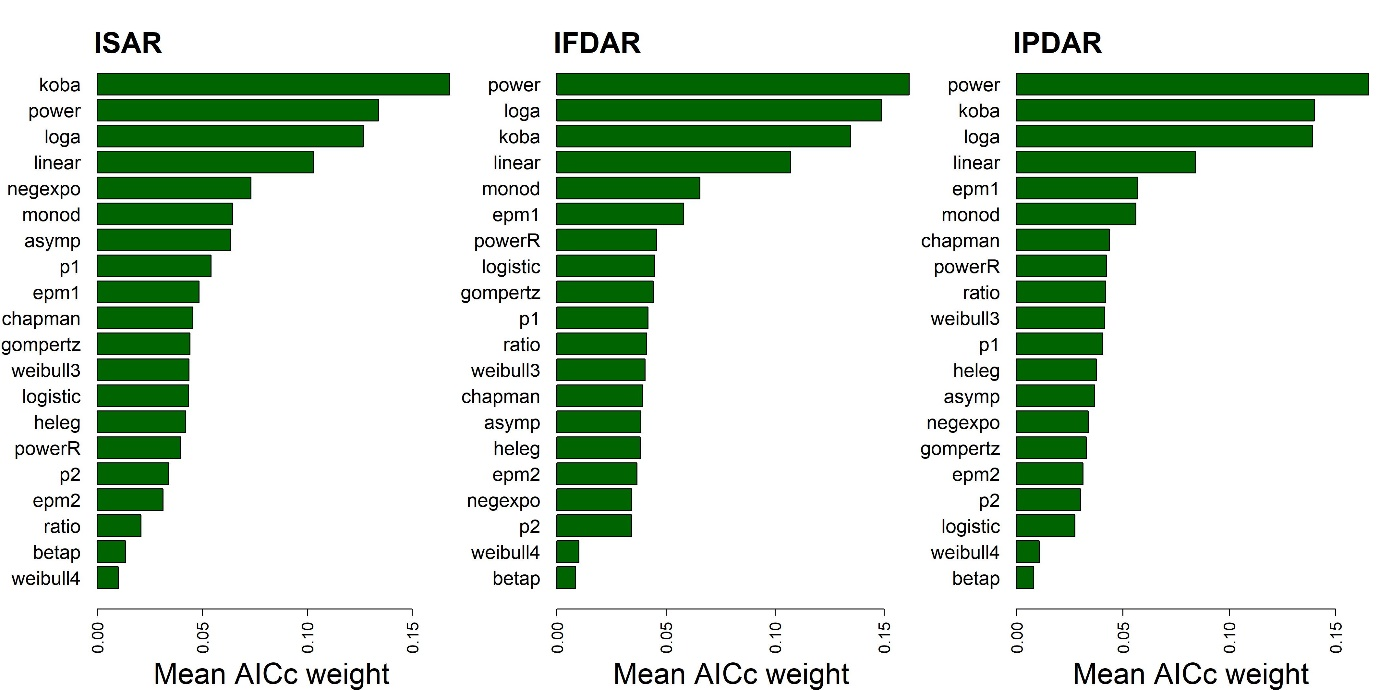 ISAR
koba
power
loga
linear
negexpo
monod
asymp
p1
epm1
chapman
gompertz
weibull3
logistic
heleg
powerR
p2
epm2
ratio
betap
weibull4
0.00 0.05 0.10 0.15
Mean AICc weight
IFDAR
power
loga
koba
linear
monod
epm1
powerR
logistic
gompertz
p1
ratio
weibull3
chapman
asymp
heleg
epm2
negexpo
p2
weibull4
betap
0.00 0.05 0.10 0.15
Mean AICc weight
IPDAR
power
koba
loga
linear
epm1
monod
chapman
powerR
ratio
weibull3
p1
heleg
asymp
negexpo
gompertz
epm2
p2
logistic
weibull4
betap
0.00 0.05 0.10 0.15
Mean AICc weight